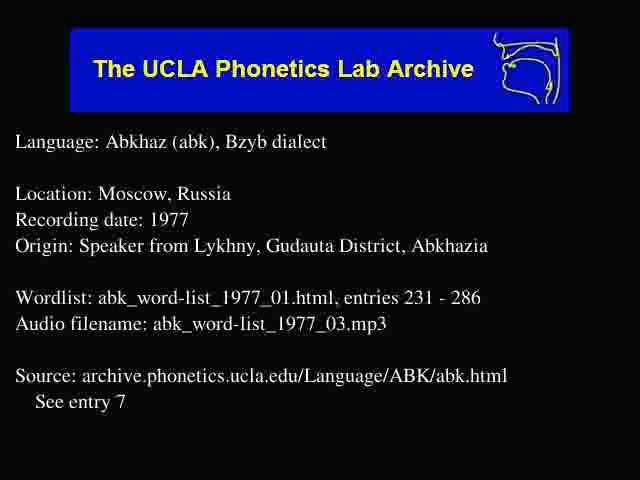 The UCLA Phonetics Lab Archive
Language: Abkhaz (abk), Bzyb dialect
Location: Moscow, Russia
Recording date: 1977
Origin: Speaker from Lykhny, Gudauta District, Abkhazia
Wordlist: abk_word-list_1977_01.html, entries 231 - 286
Audio filename: abk_word-list_1977_03.mp3
Source: archive.phonetics.ucla.edu/Language/ABK/abk.html
See entry 7